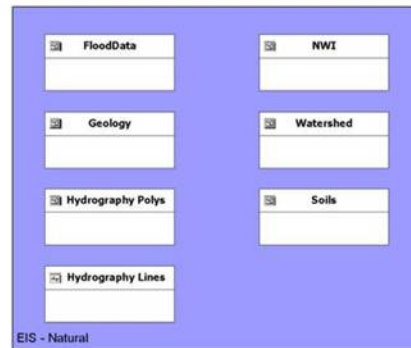 FloodData
NWI
Geology
Watershed
Hydrography Polys
Soils
Hydrography Lines
EIS - Natural